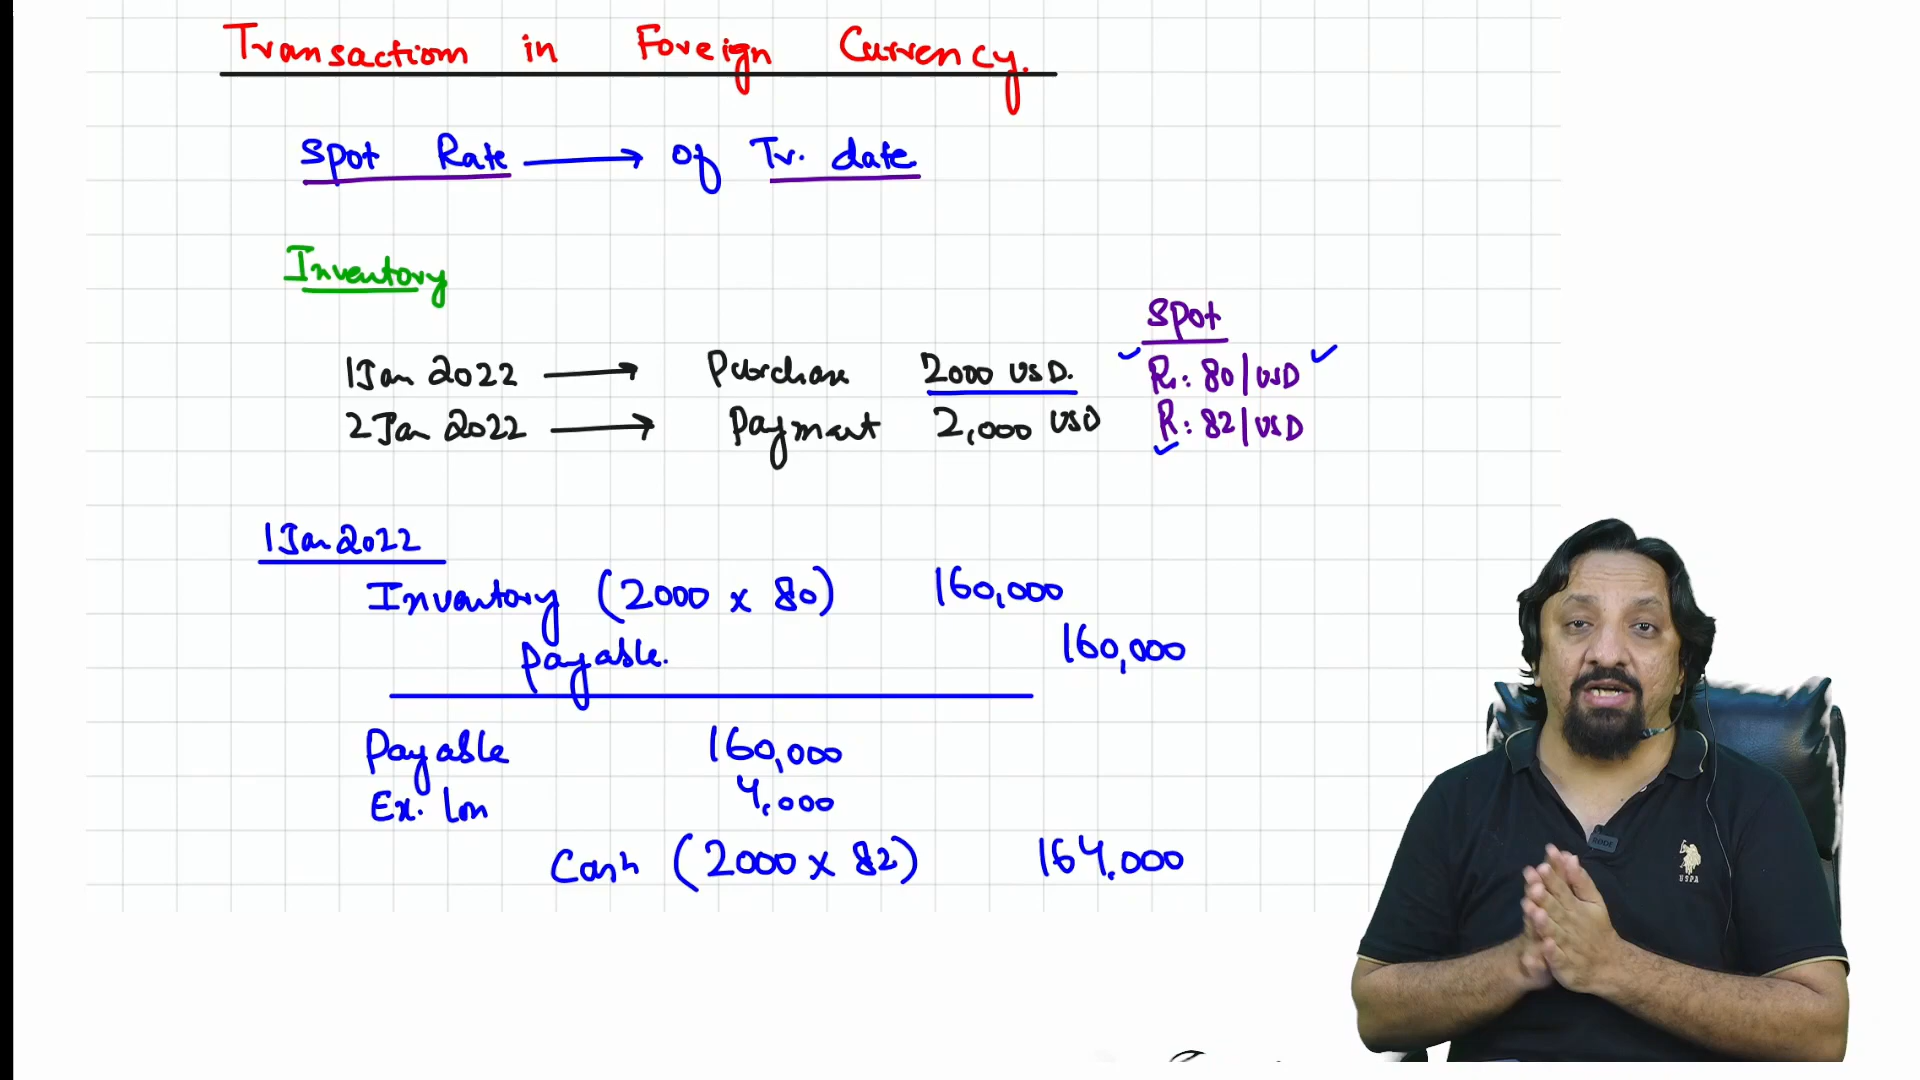 Transaction in Foreign Currency.
Spot Rate → of Tr. date
Inventory
Spot
1 Jan 2022 → Purchase 2000 USD. R: 80/USD
2 Jan 2022 → Payment 2,000 USD R: 82/USD
1 Jan 2022
Inventory (2000 x 80) 160,000
Payable. 160,000
Payable 160,000
Ex. loss 4,000
Cash (2000 x 82) 164,000
RODE
USPA